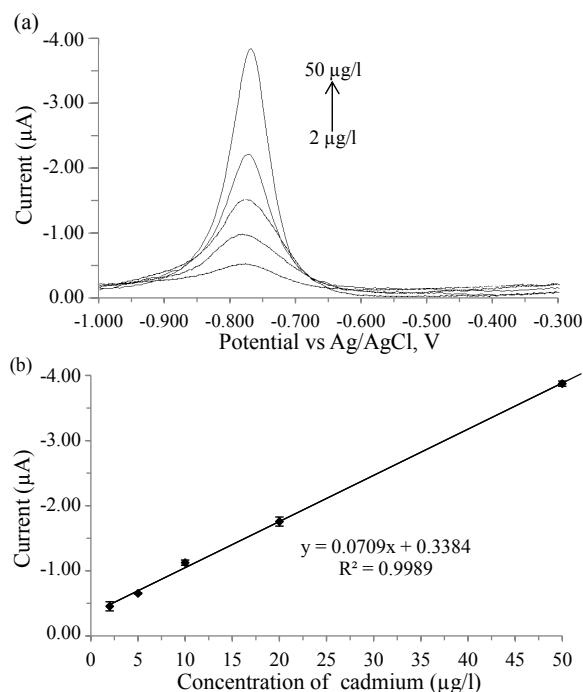 (a)
-4.00
-3.00
-2.00
-1.00
0.00
Current (µA)
50 µg/l
2 µg/l
-1.000 -0.900 -0.800 -0.700 -0.600 -0.500 -0.400 -0.300
Potential vs Ag/AgCl, V
(b)
-4.00
-3.00
-2.00
-1.00
0.00
Current (µA)
y = 0.0709x + 0.3384
R² = 0.9989
0 5 10 15 20 25 30 35 40 45 50
Concentration of cadmium (µg/l)